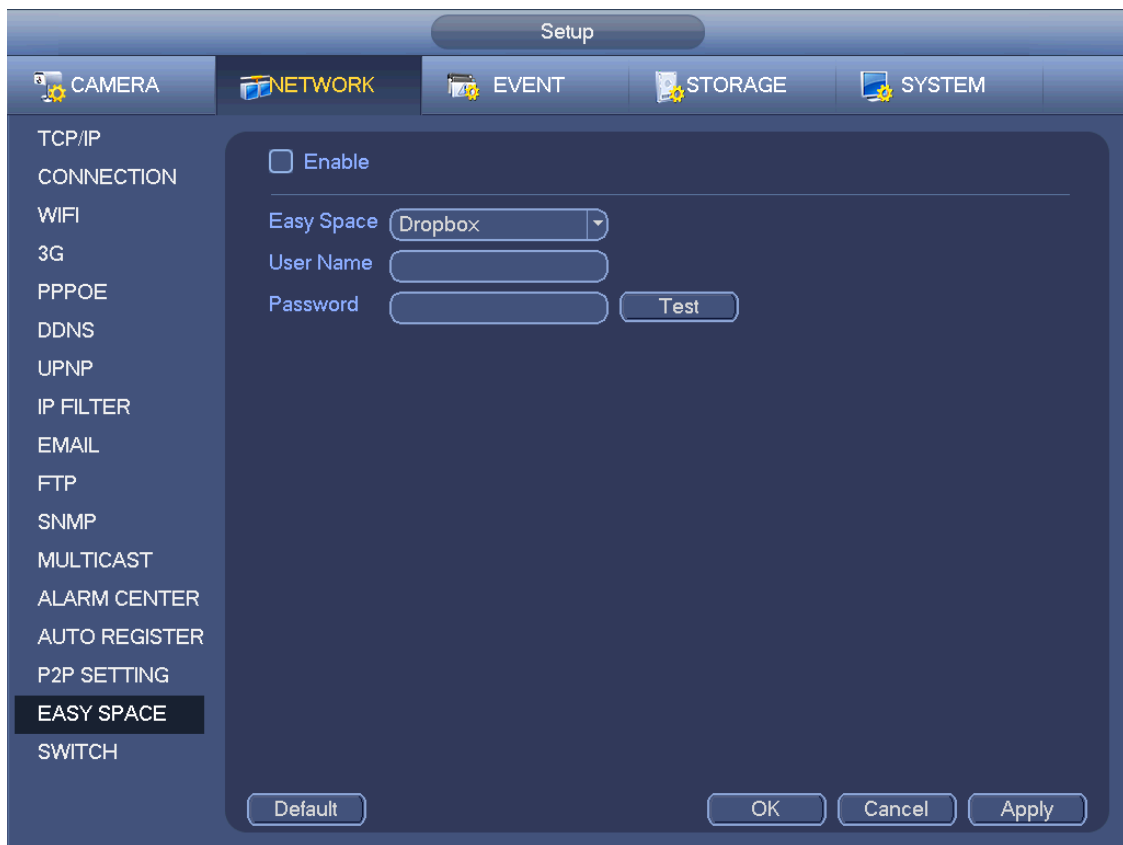 Setup
CAMERA NETWORK EVENT STORAGE SYSTEM
TCP/IP
CONNECTION
WIFI
3G
PPPOE
DDNS
UPNP
IP FILTER
EMAIL
FTP
SNMP
MULTICAST
ALARM CENTER
AUTO REGISTER
P2P SETTING
EASY SPACE
SWITCH
Enable
Easy Space Dropbox
User Name
Password Test
Default OK Cancel Apply